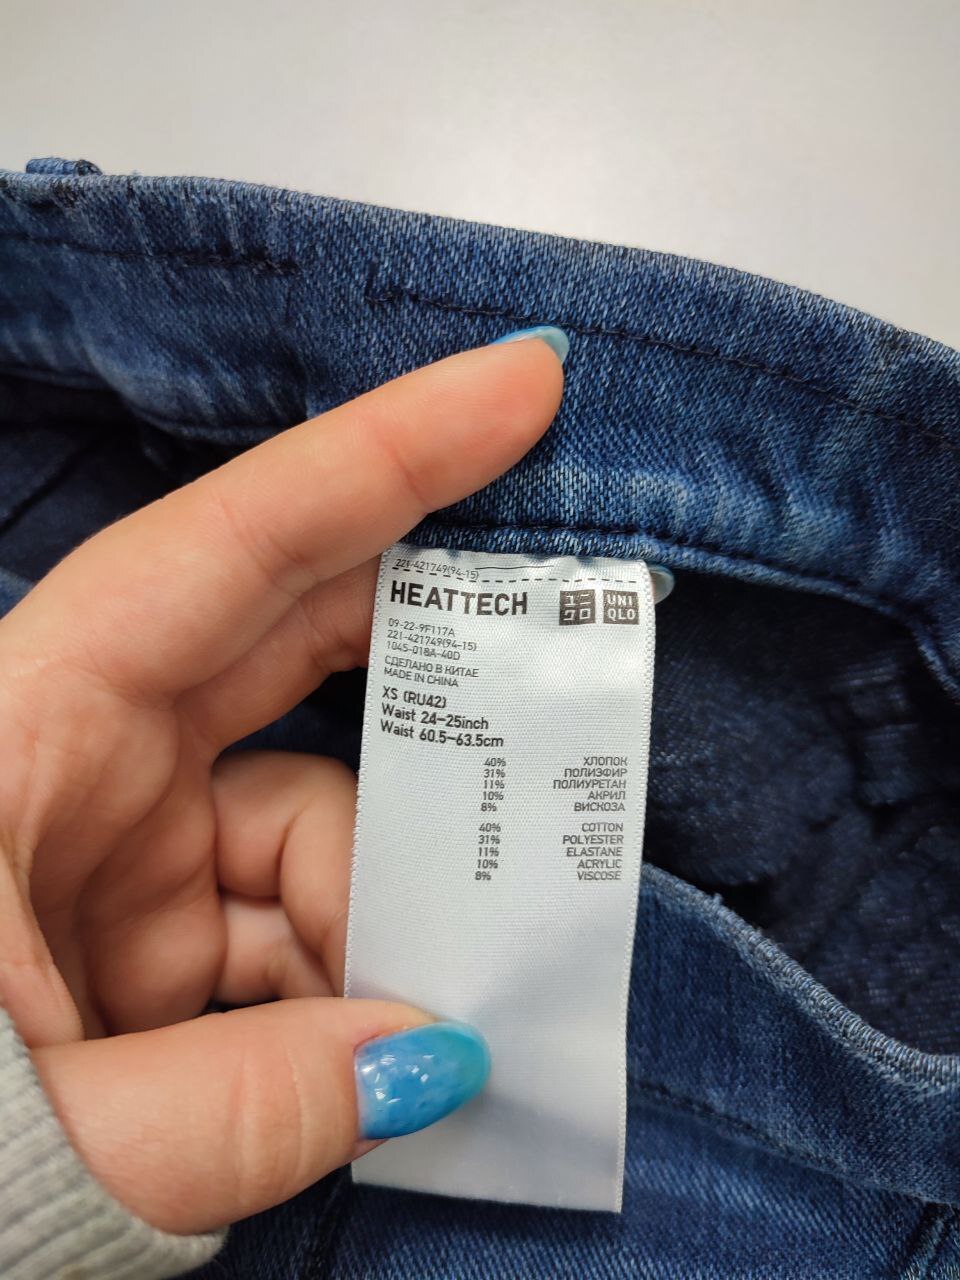 221-421749(94-15)
HEATTECH
ユニ
クロ
UNI
QLO
09-22-9F117A
221-421749(94-15)
1045-018A-40D
СДЕЛАНО В КИТАЕ
MADE IN CHINA
XS (RU42)
Waist 24-25inch
Waist 60.5-63.5cm
40% ХЛОПОК
31% ПОЛИЭФИР
11% ПОЛИУРЕТАН
10% АКРИЛ
8% ВИСКОЗА
40% COTTON
31% POLYESTER
11% ELASTANE
10% ACRYLIC
8% VISCOSE